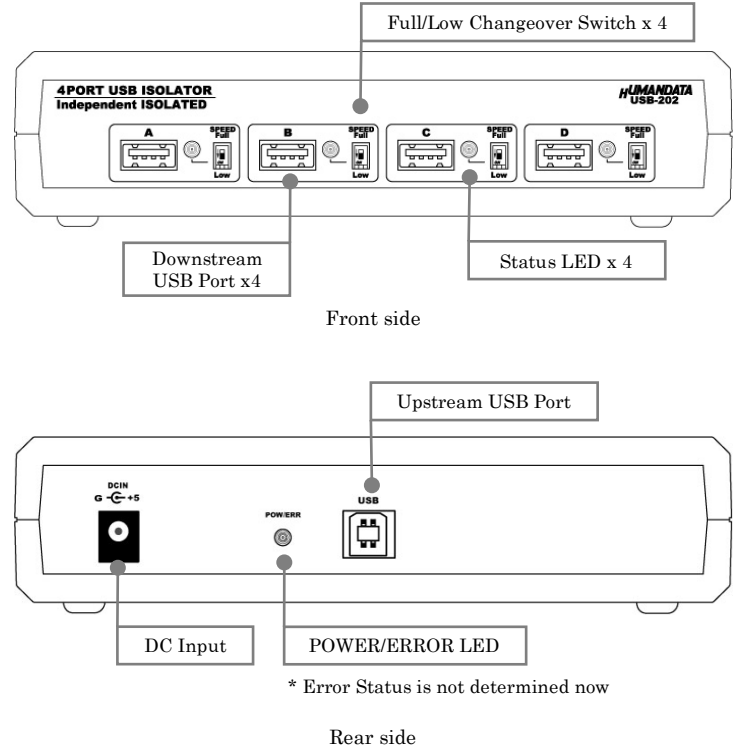 Full/Low Changeover Switch x 4
4PORT USB ISOLATOR
Independent ISOLATED
HUMANDATA
USB-202
A
SPEED
Full
Low
B
SPEED
Full
Low
C
SPEED
Full
Low
D
SPEED
Full
Low
Downstream
USB Port x4
Status LED x 4
Front side
Upstream USB Port
DCIN
G +5
POW/ERR
USB
DC Input
POWER/ERROR LED
* Error Status is not determined now
Rear side